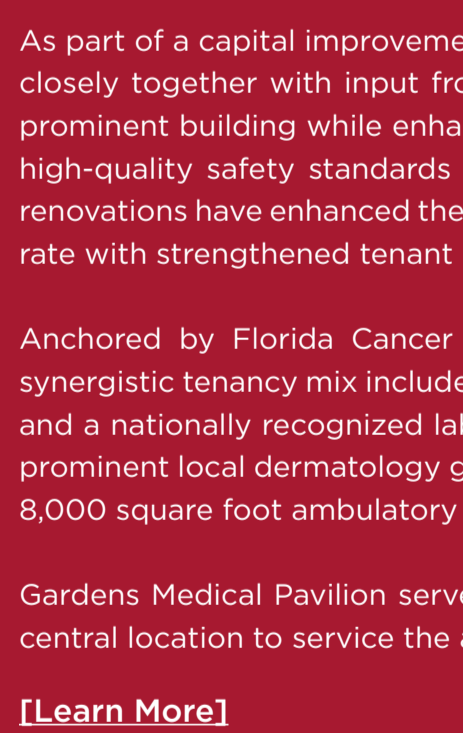 As part of a capital improveme
closely together with input fro
prominent building while enha
high-quality safety standards
renovations have enhanced the
rate with strengthened tenant

Anchored by Florida Cancer
synergistic tenancy mix include
and a nationally recognized lab
prominent local dermatology g
8,000 square foot ambulatory

Gardens Medical Pavilion serve
central location to service the a

[Learn More]